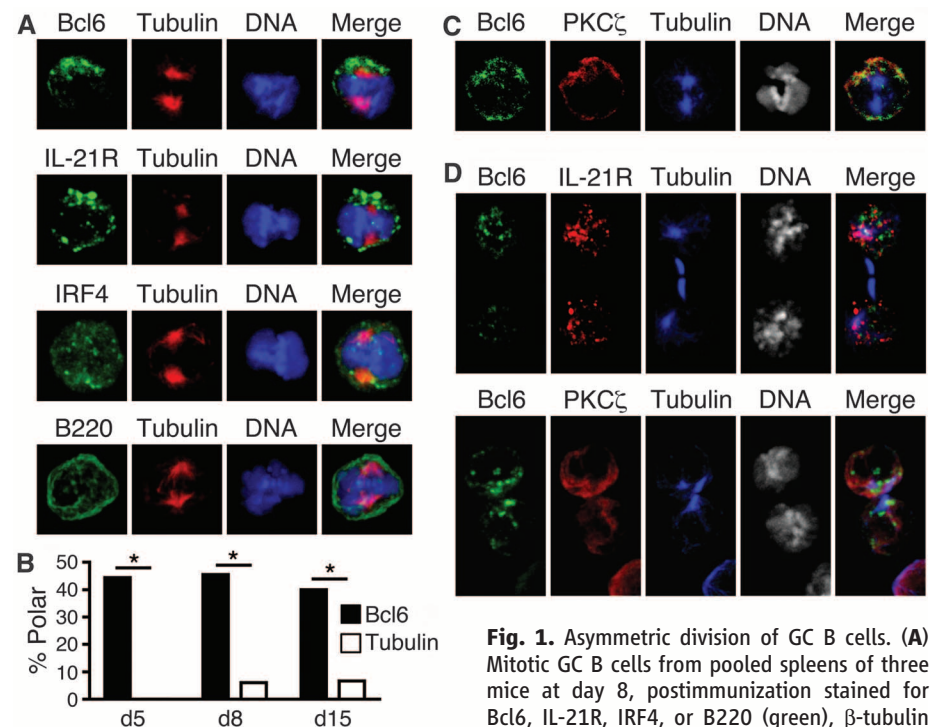 A Bcl6 Tubulin DNA Merge
IL-21R Tubulin DNA Merge
IRF4 Tubulin DNA Merge
B220 Tubulin DNA Merge
B
% Polar
50
40
30
20
10
0
* * *
Bcl6
Tubulin
d5 d8 d15
C Bcl6 PKCζ Tubulin DNA Merge
D Bcl6 IL-21R Tubulin DNA Merge
Bcl6 PKCζ Tubulin DNA Merge
Fig. 1. Asymmetric division of GC B cells. (A)
Mitotic GC B cells from pooled spleens of three
mice at day 8, postimmunization stained for
Bcl6, IL-21R, IRF4, or B220 (green), β-tubulin